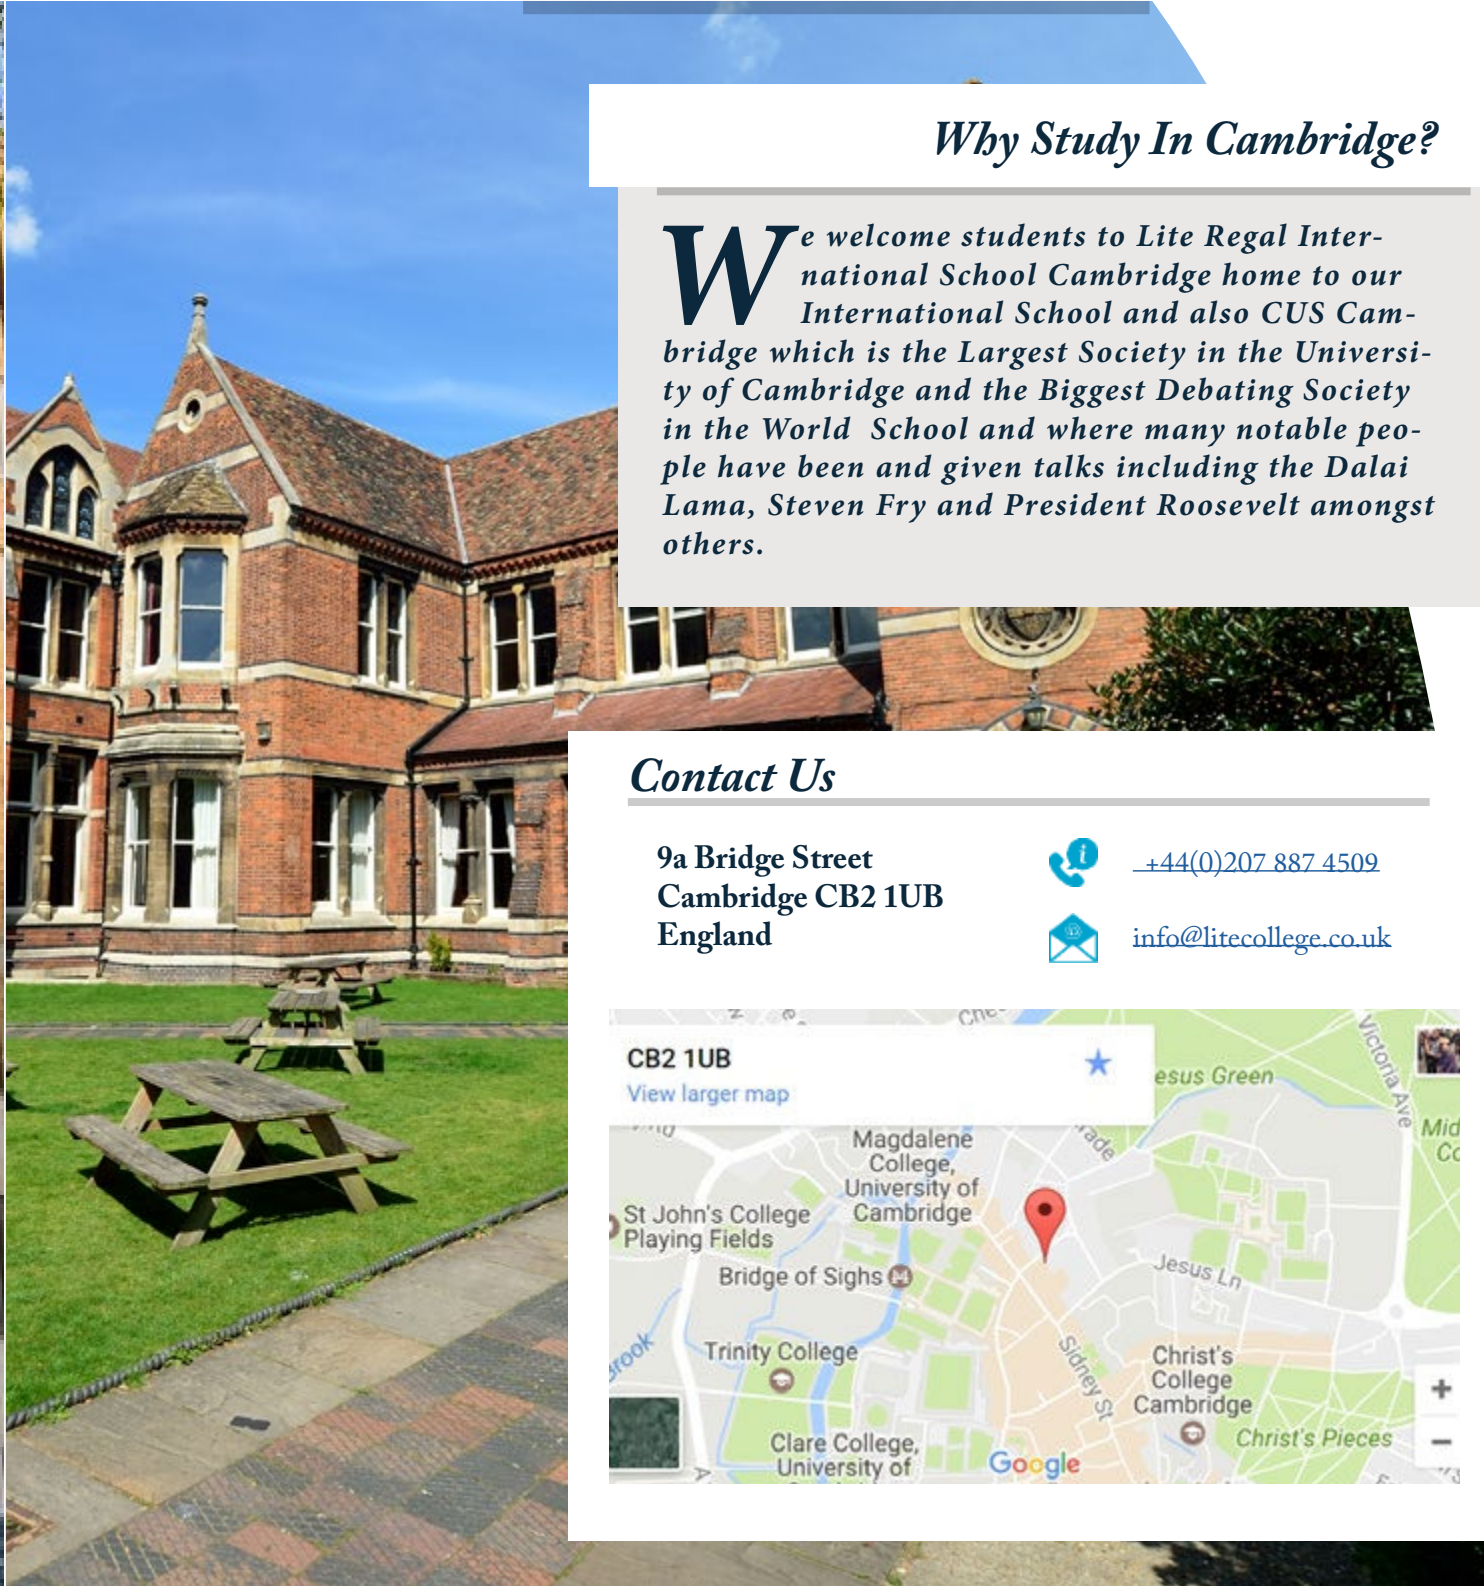 Why Study In Cambridge?
We welcome students to Lite Regal Inter-
national School Cambridge home to our
International School and also CUS Cam-
bridge which is the Largest Society in the Universi-
ty of Cambridge and the Biggest Debating Society
in the World  School and where many notable peo-
ple have been and given talks including the Dalai
Lama, Steven Fry and President Roosevelt amongst
others.
Contact Us
9a Bridge Street
Cambridge CB2 1UB
England
+44(0)207 887 4509
info@litecollege.co.uk
CB2 1UB
View larger map
esus Green
Victoria Ave
Mid
Magdalene
College,
University of
Cambridge
St John's College
Playing Fields
Bridge of Sighs
Jesus Ln
Trinity College
Sidney St
Christ's
College
Cambridge
Christ's Pieces
Clare College,
University of
Google